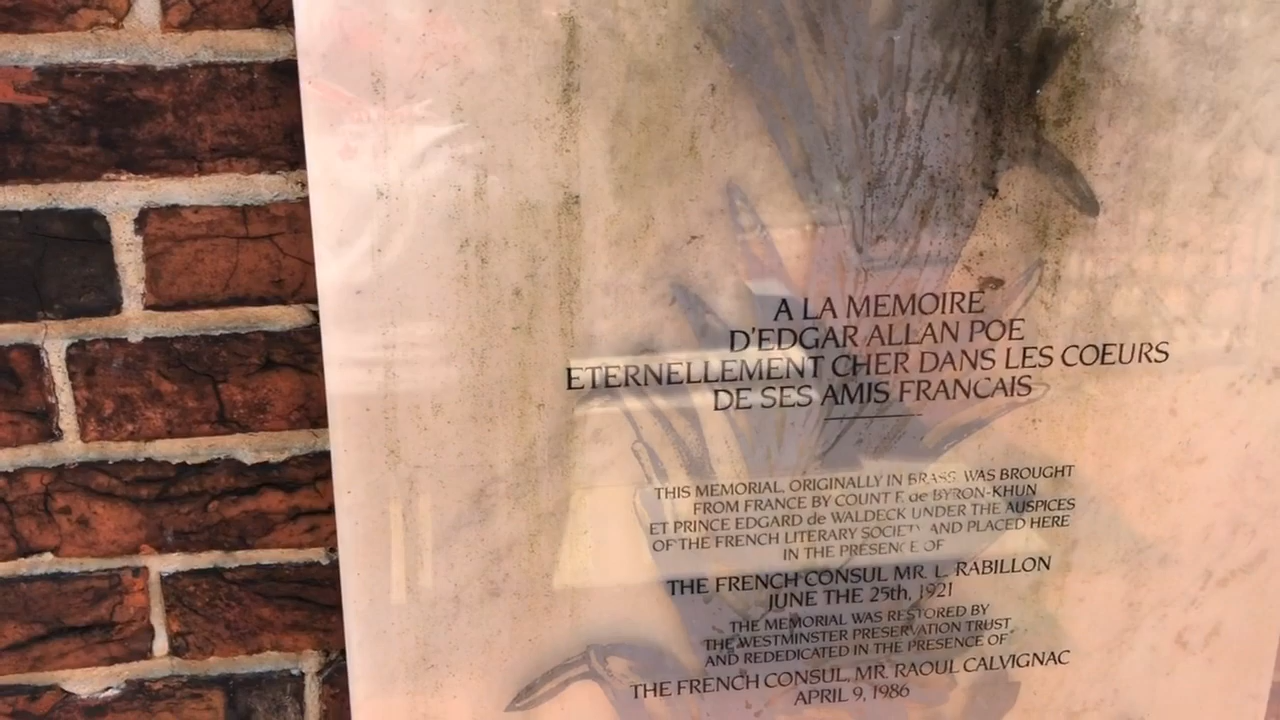 A LA MEMOIRE
D'EDGAR ALLAN POE
ETERNELLEMENT CHER DANS LES COEURS
DE SES AMIS FRANCAIS
THIS MEMORIAL, ORIGINALLY IN BRASS, WAS BROUGHT
FROM FRANCE BY COUNT F. de BYRON-KHUN
ET PRINCE EDGARD de WALDECK UNDER THE AUSPICES
OF THE FRENCH LITERARY SOCIETY AND PLACED HERE
IN THE PRESENCE OF
THE FRENCH CONSUL MR. L. RABILLON
JUNE THE 25th, 1921
THE MEMORIAL WAS RESTORED BY
THE WESTMINSTER PRESERVATION TRUST
AND REDEDICATED IN THE PRESENCE OF
THE FRENCH CONSUL, MR. RAOUL CALVIGNAC
APRIL 9, 1986